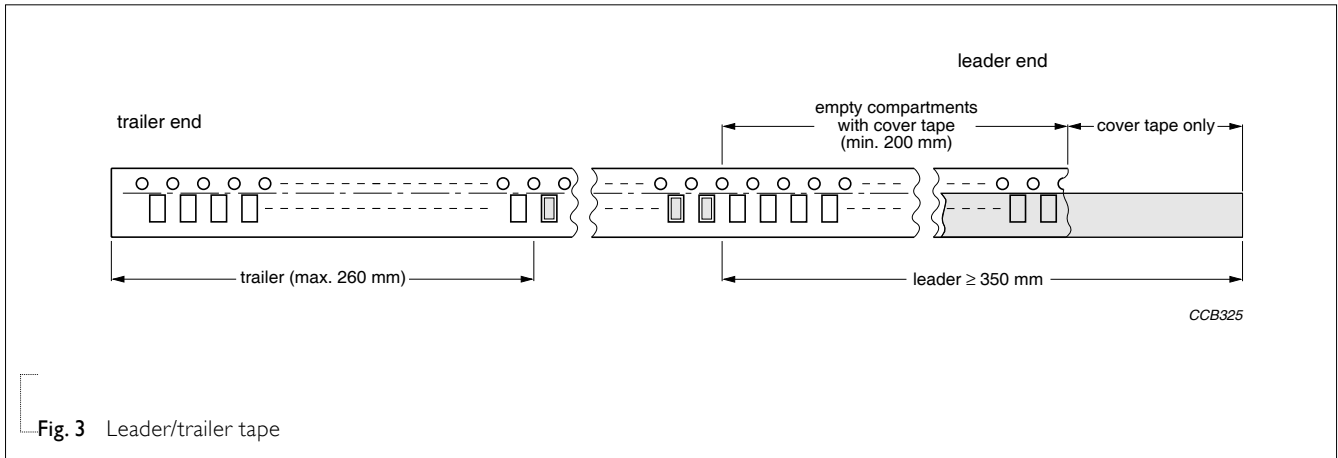 leader end
trailer end
empty compartments
with cover tape
(min. 200 mm)
cover tape only
trailer (max. 260 mm)
leader ≥ 350 mm
CCB325
Fig. 3 Leader/trailer tape